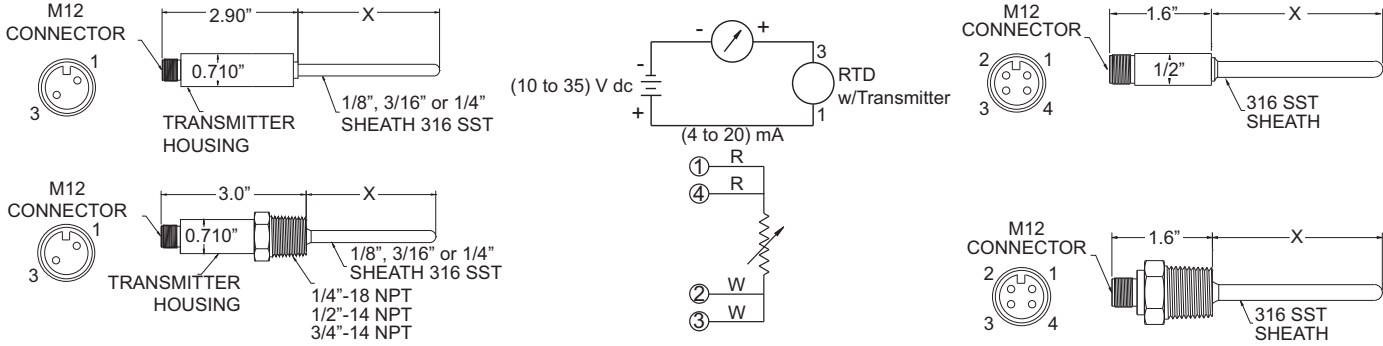 M12
CONNECTOR
2.90”
X
1
3
0.710”
TRANSMITTER
HOUSING
1/8”, 3/16” or 1/4”
SHEATH 316 SST
M12
CONNECTOR
3.0”
X
1
3
0.710”
TRANSMITTER
HOUSING
1/8”, 3/16” or 1/4”
SHEATH 316 SST
1/4”-18 NPT
1/2”-14 NPT
3/4”-14 NPT
- +
3
-
(10 to 35) V dc
+
RTD
w/Transmitter
1
(4 to 20) mA
1 R
4 R
2 W
3 W
M12
CONNECTOR
1.6”
X
2 1
3 4
1/2”
316 SST
SHEATH
M12
CONNECTOR
1.6”
X
2 1
3 4
316 SST
SHEATH